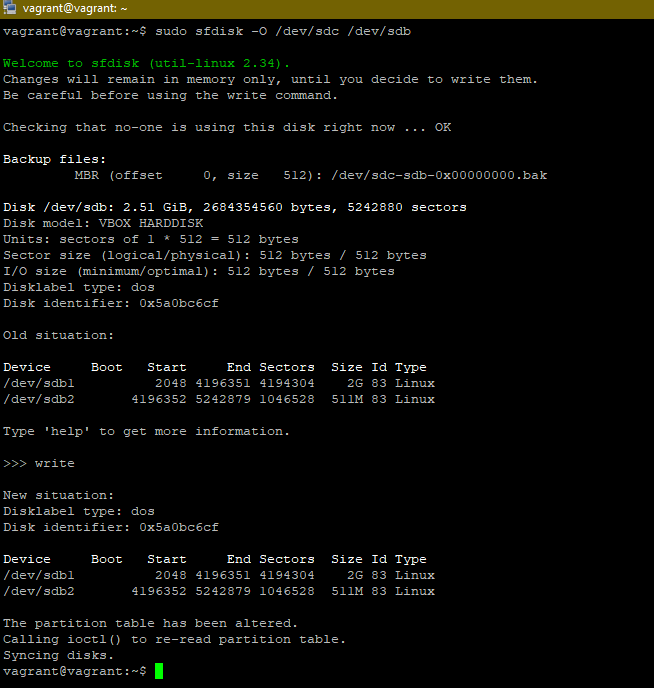 vagrant@vagrant: ~
vagrant@vagrant:~$ sudo sfdisk -O /dev/sdc /dev/sdb
Welcome to sfdisk (util-linux 2.34).
Changes will remain in memory only, until you decide to write them.
Be careful before using the write command.
Checking that no-one is using this disk right now ... OK
Backup files:
         MBR (offset     0, size   512): /dev/sdc-sdb-0x00000000.bak
Disk /dev/sdb: 2.51 GiB, 2684354560 bytes, 5242880 sectors
Disk model: VBOX HARDDISK
Units: sectors of 1 * 512 = 512 bytes
Sector size (logical/physical): 512 bytes / 512 bytes
I/O size (minimum/optimal): 512 bytes / 512 bytes
Disklabel type: dos
Disk identifier: 0x5a0bc6cf
Old situation:
Device     Boot   Start     End Sectors  Size Id Type
/dev/sdb1          2048 4196351 4194304    2G 83 Linux
/dev/sdb2       4196352 5242879 1046528  511M 83 Linux
Type 'help' to get more information.
>>> write
New situation:
Disklabel type: dos
Disk identifier: 0x5a0bc6cf
Device     Boot   Start     End Sectors  Size Id Type
/dev/sdb1          2048 4196351 4194304    2G 83 Linux
/dev/sdb2       4196352 5242879 1046528  511M 83 Linux
The partition table has been altered.
Calling ioctl() to re-read partition table.
Syncing disks.
vagrant@vagrant:~$